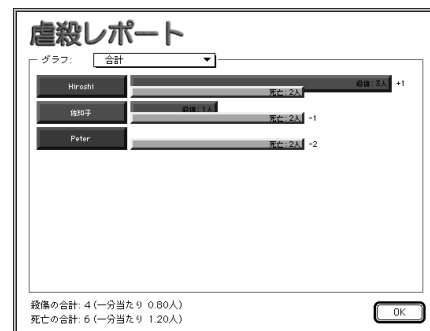 虐殺レポート
グラフ: 合計
Hiroshi 殺傷: 3人 +1
死亡: 2人
佐知子 殺傷: 1人
死亡: 2人 -1
Peter 死亡: 2人 -2
殺傷の合計: 4 (一分当たり 0.80人)
死亡の合計: 6 (一分当たり 1.20人)
OK